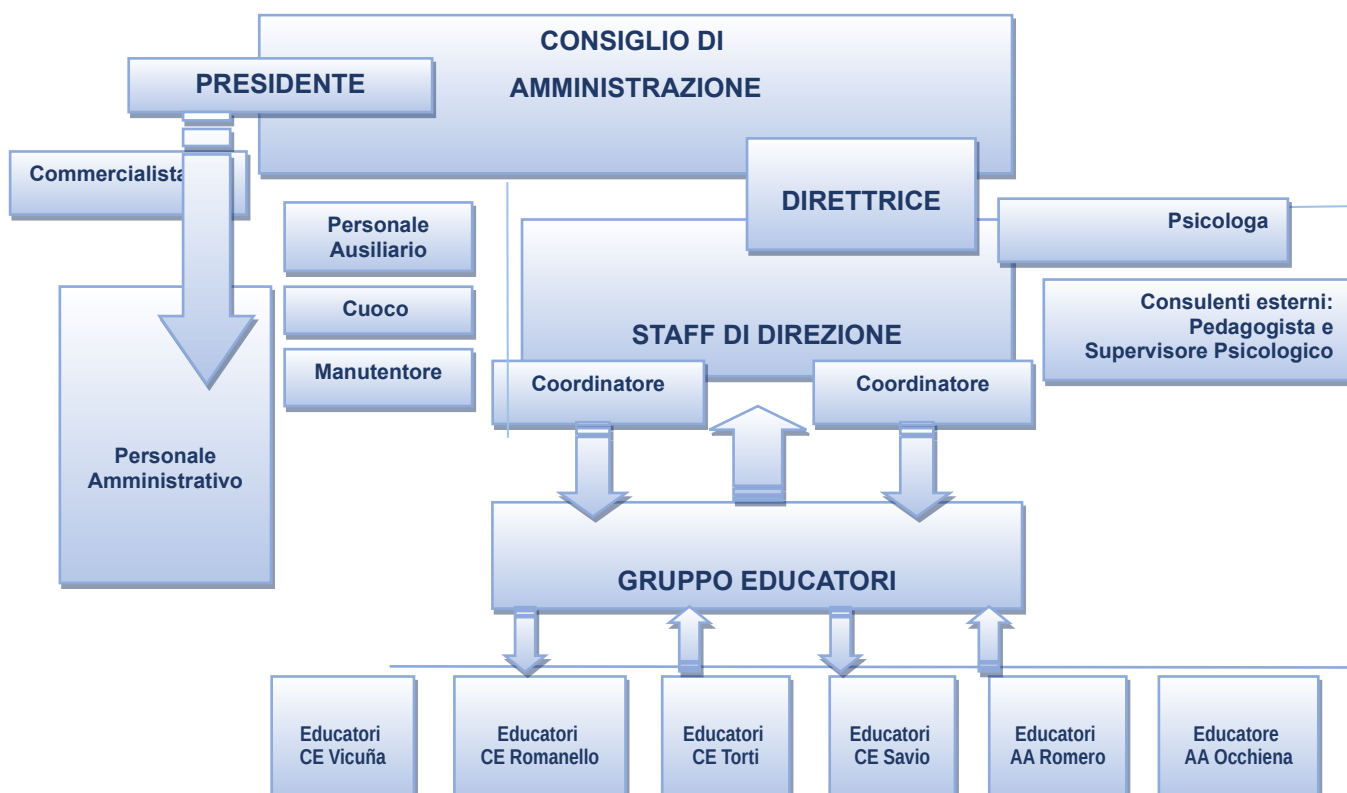 CONSIGLIO DI
AMMINISTRAZIONE
PRESIDENTE
Commercialista
DIRETTRICE
Personale
Ausiliario
Psicologa
Cuoco
Consulenti esterni:
Pedagogista e
Supervisore Psicologico
STAFF DI DIREZIONE
Manutentore
Coordinatore
Coordinatore
Personale
Amministrativo
GRUPPO EDUCATORI
Educatori
CE Vicuña
Educatori
CE Romanello
Educatori
CE Torti
Educatori
CE Savio
Educatori
AA Romero
Educatore
AA Occhiena